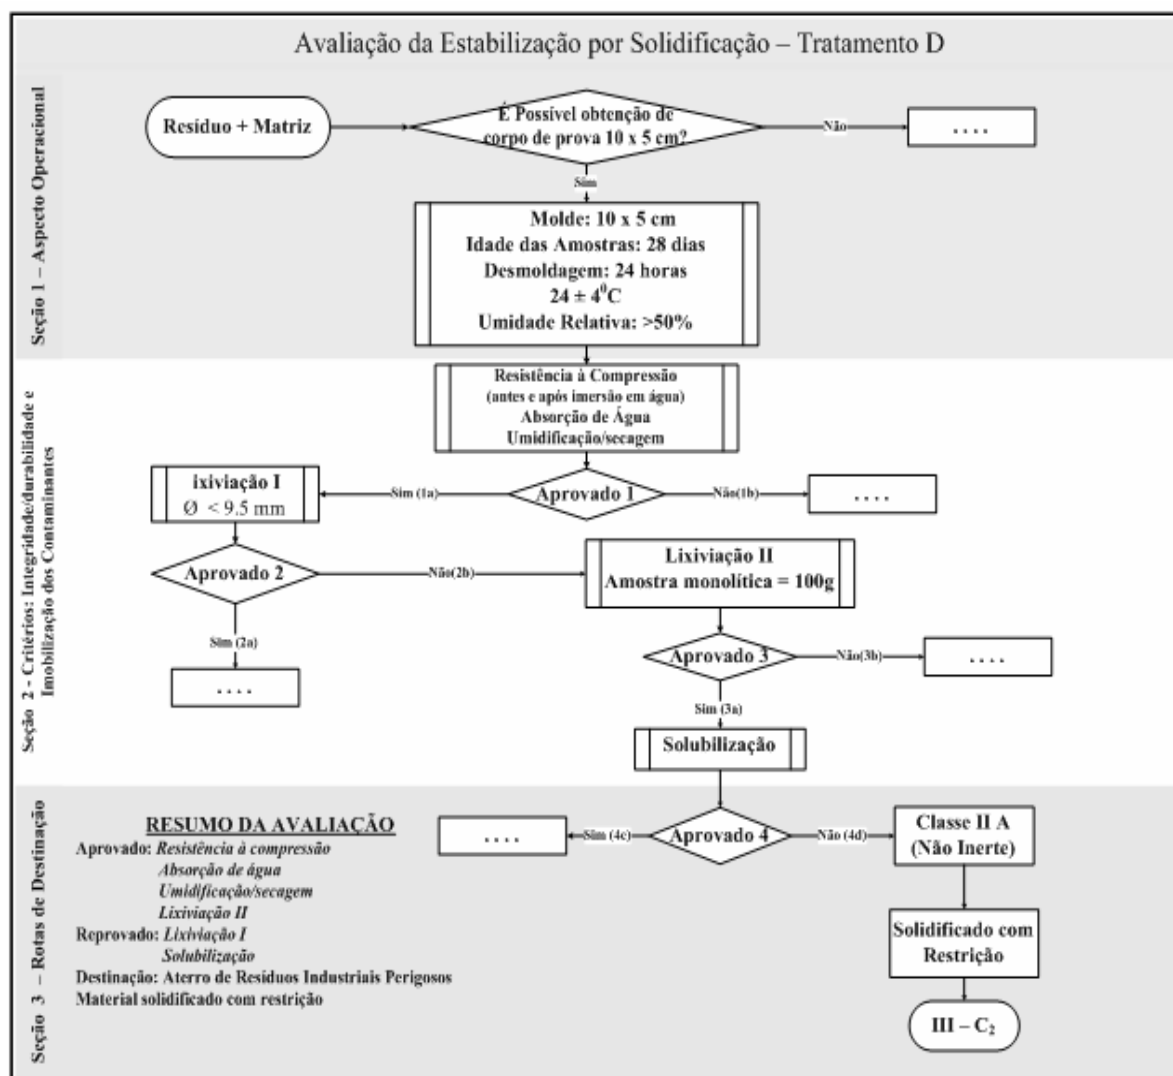 Avaliação da Estabilização por Solidificação – Tratamento D
Seção 1 – Aspecto Operacional
Resíduo + Matriz
É Possível obtenção de
corpo de prova 10 x 5 cm?
Não
. . . .
Sim
Molde: 10 x 5 cm
Idade das Amostras: 28 dias
Desmoldagem: 24 horas
24 ± 4⁰C
Umidade Relativa: >50%
Seção 2 - Critérios: Integridade/durabilidade e
Imobilização dos Contaminantes
Resistência à Compressão
(antes e após imersão em água)
Absorção de Água
Umidificação/secagem
Aprovado 1
Sim (1a)
Não(1b)
. . . .
ixiviação I
Ø < 9.5 mm
Aprovado 2
Não(2b)
Lixiviação II
Amostra monolítica = 100g
Sim (2a)
. . . .
Aprovado 3
Não(3b)
. . . .
Sim (3a)
Solubilização
Seção 3 – Rotas de Destinação
Aprovado 4
Sim (4c)
. . . .
Não (4d)
Classe II A
(Não Inerte)
Solidificado com
Restrição
III – C₂
RESUMO DA AVALIAÇÃO
Aprovado: Resistência à compressão
Absorção de água
Umidificação/secagem
Lixiviação II
Reprovado: Lixiviação I
Solubilização
Destinação: Aterro de Resíduos Industriais Perigosos
Material solidificado com restrição